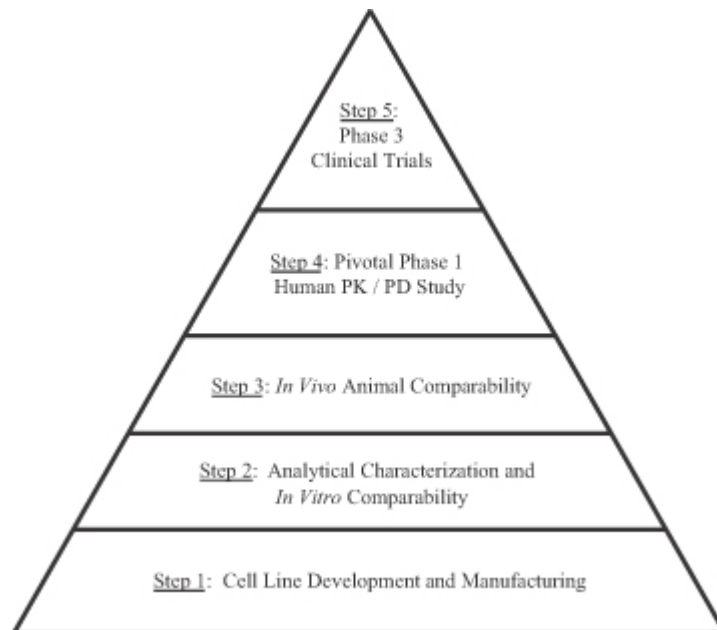 Step 5:
Phase 3
Clinical Trials
Step 4: Pivotal Phase 1
Human PK / PD Study
Step 3: In Vivo Animal Comparability
Step 2: Analytical Characterization and
In Vitro Comparability
Step 1: Cell Line Development and Manufacturing